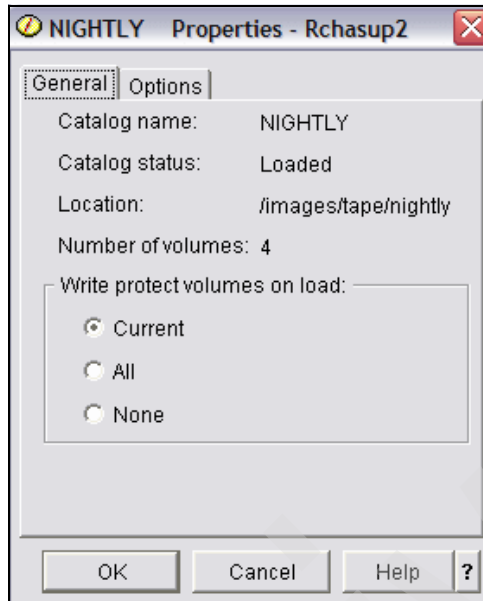 NIGHTLY Properties - Rchasup2
General Options
Catalog name: NIGHTLY
Catalog status: Loaded
Location: /images/tape/nightly
Number of volumes: 4
Write protect volumes on load:
Current
All
None
OK Cancel Help ?